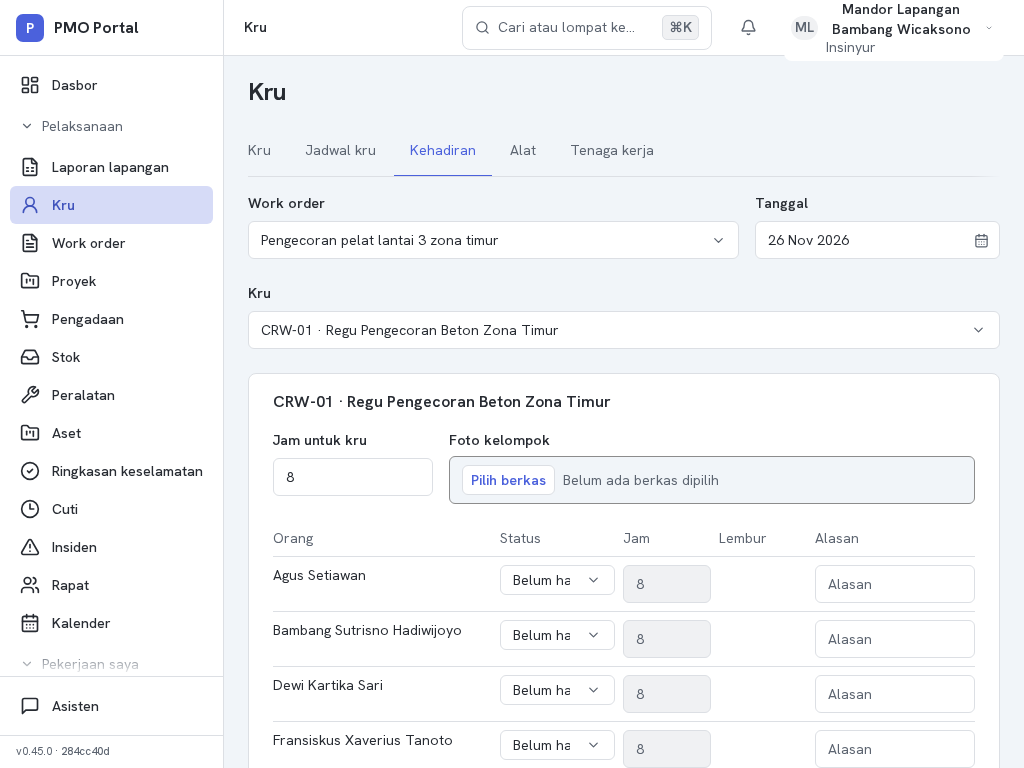 P PMO Portal
Kru
Cari atau lompat ke...
⌘K
ML
Mandor Lapangan
Bambang Wicaksono
Insinyur
Dasbor
Pelaksanaan
Laporan lapangan
Kru
Work order
Proyek
Pengadaan
Stok
Peralatan
Aset
Ringkasan keselamatan
Cuti
Insiden
Rapat
Kalender
Pekerjaan saya
Asisten
v0.45.0 · 284cc40d
Kru
Kru Jadwal kru Kehadiran Alat Tenaga kerja
Work order Tanggal
Pengecoran pelat lantai 3 zona timur 26 Nov 2026
Kru
CRW-01 · Regu Pengecoran Beton Zona Timur
CRW-01 · Regu Pengecoran Beton Zona Timur
Jam untuk kru Foto kelompok
8 Pilih berkas Belum ada berkas dipilih
Orang Status Jam Lembur Alasan
Agus Setiawan Belum ha 8 Alasan
Bambang Sutrisno Hadiwijoyo Belum ha 8 Alasan
Dewi Kartika Sari Belum ha 8 Alasan
Fransiskus Xaverius Tanoto Belum ha 8 Alasan